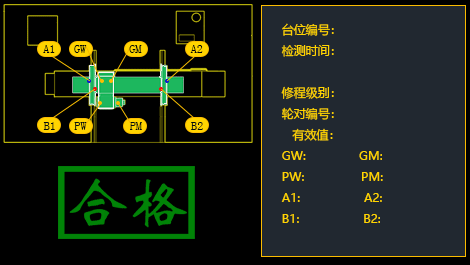 A1 GW GM A2
B1 PW PM B2
合格
台位编号:
检测时间:
修程级别:
轮对编号:
有效值:
GW: GM:
PW: PM:
A1: A2:
B1: B2: